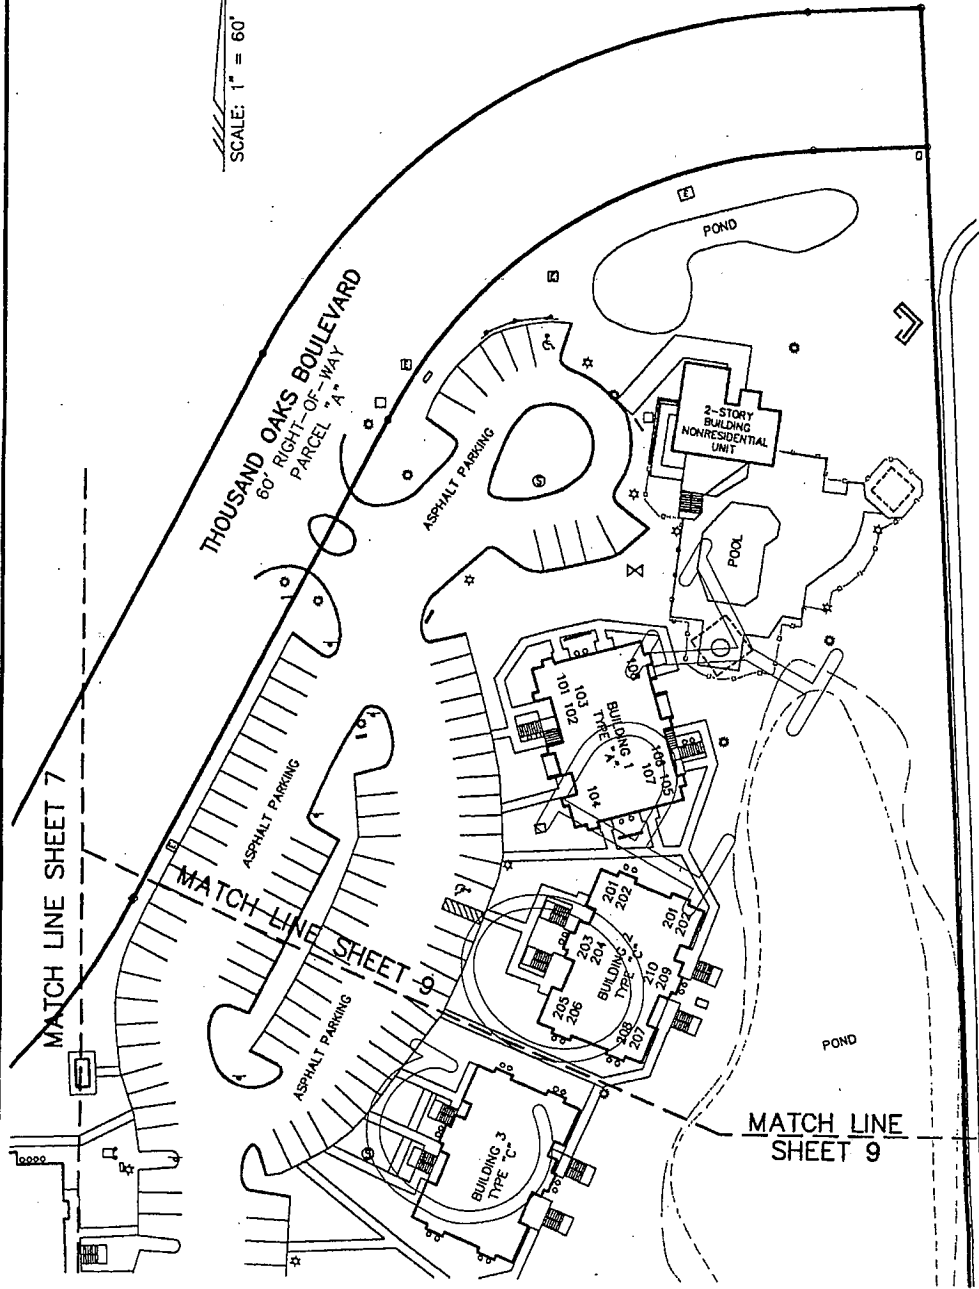 SCALE: 1" = 60'
THOUSAND OAKS BOULEVARD
60' RIGHT-OF-WAY
PARCEL "A"
POND
2-STORY
BUILDING
NONRESIDENTIAL
UNIT
ASPHALT PARKING
POOL
MATCH LINE SHEET 7
ASPHALT PARKING
101 102
103
BUILDING 1
TYPE "A"
104
106 105
107
MATCH LINE SHEET 9
201
202
203
204
BUILDING 2
TYPE "C"
201
202
205
206
210
209
208
207
ASPHALT PARKING
POND
BUILDING 3
TYPE "C"
MATCH LINE
SHEET 9